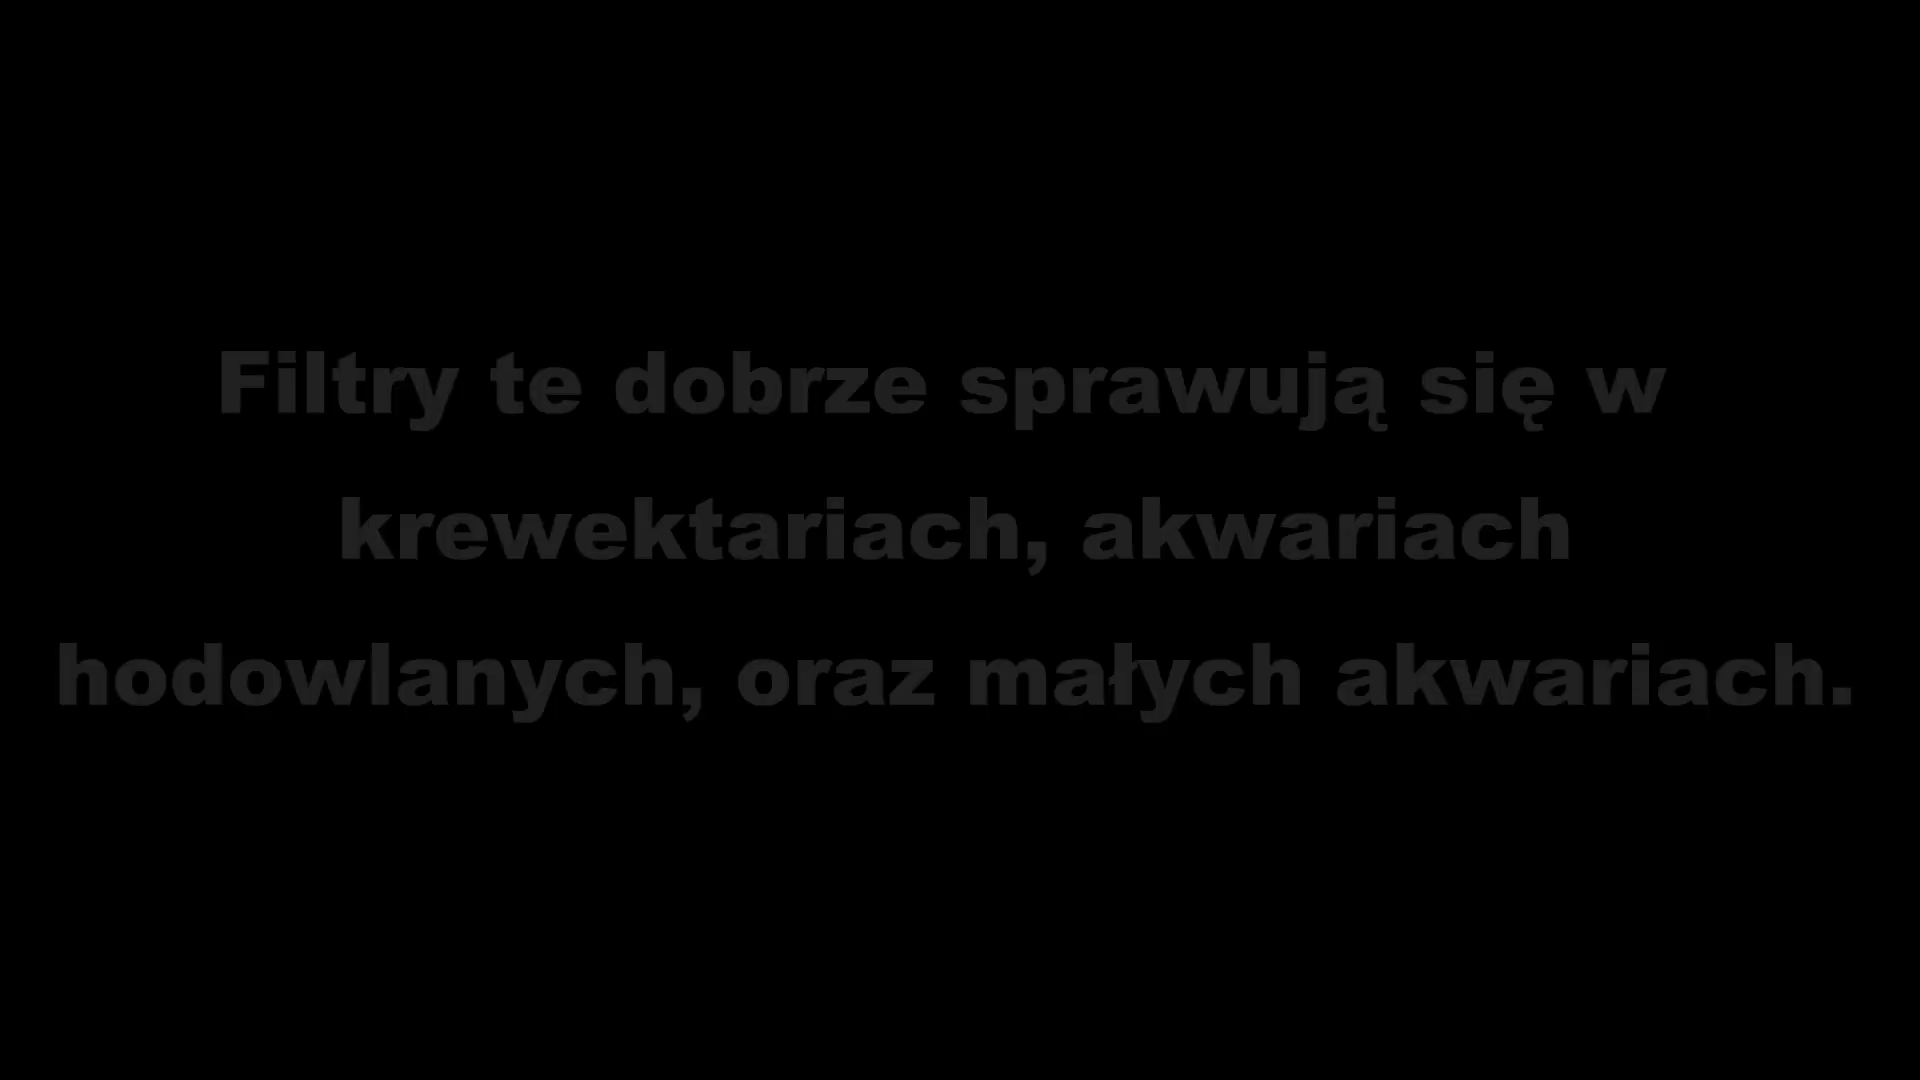 Filtry te dobrze sprawują się w
krewektariach, akwariach
hodowlanych, oraz małych akwariach.